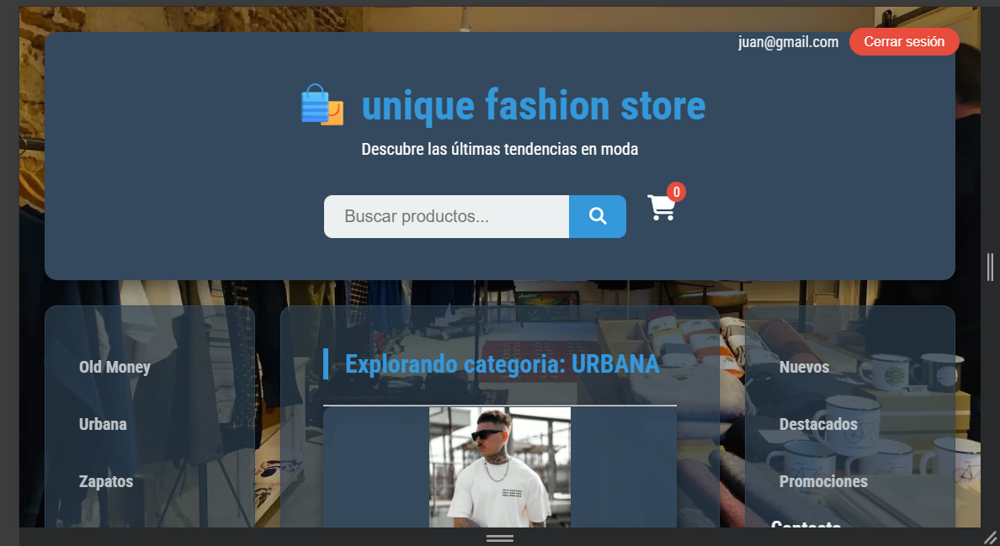 juan@gmail.com
Cerrar sesión
unique fashion store
Descubre las últimas tendencias en moda
Buscar productos...
0
Old Money
Urbana
Zapatos
Explorando categoria: URBANA
Nuevos
Destacados
Promociones
Contacto